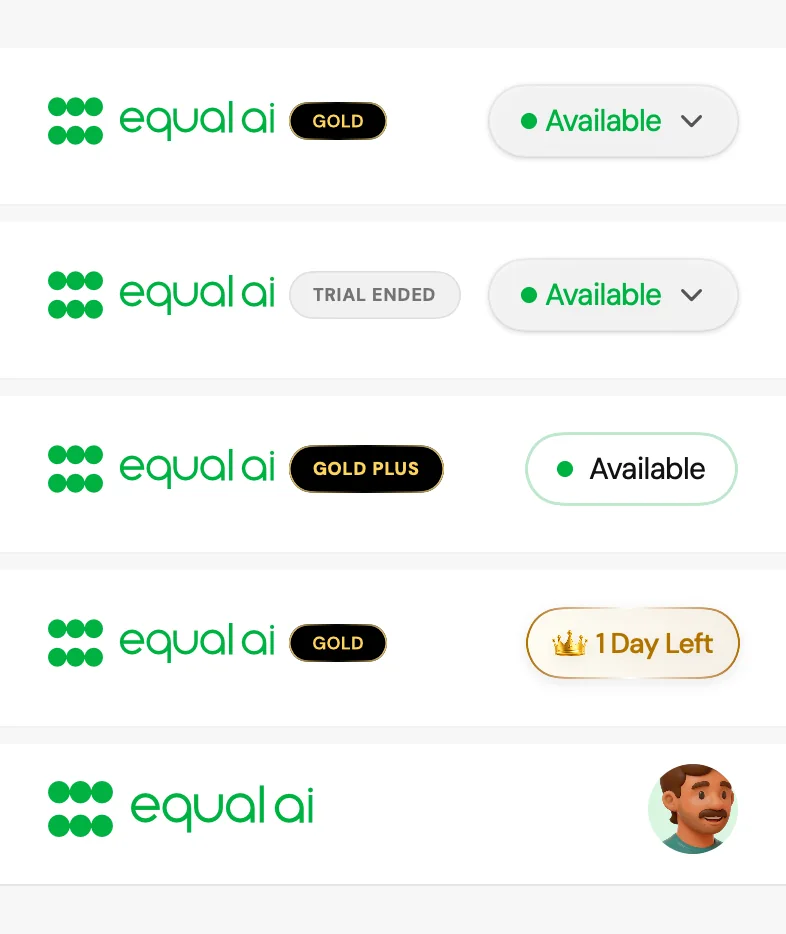 equal ai GOLD Available
equal ai TRIAL ENDED Available
equal ai GOLD PLUS Available
equal ai GOLD 1 Day Left
equal ai